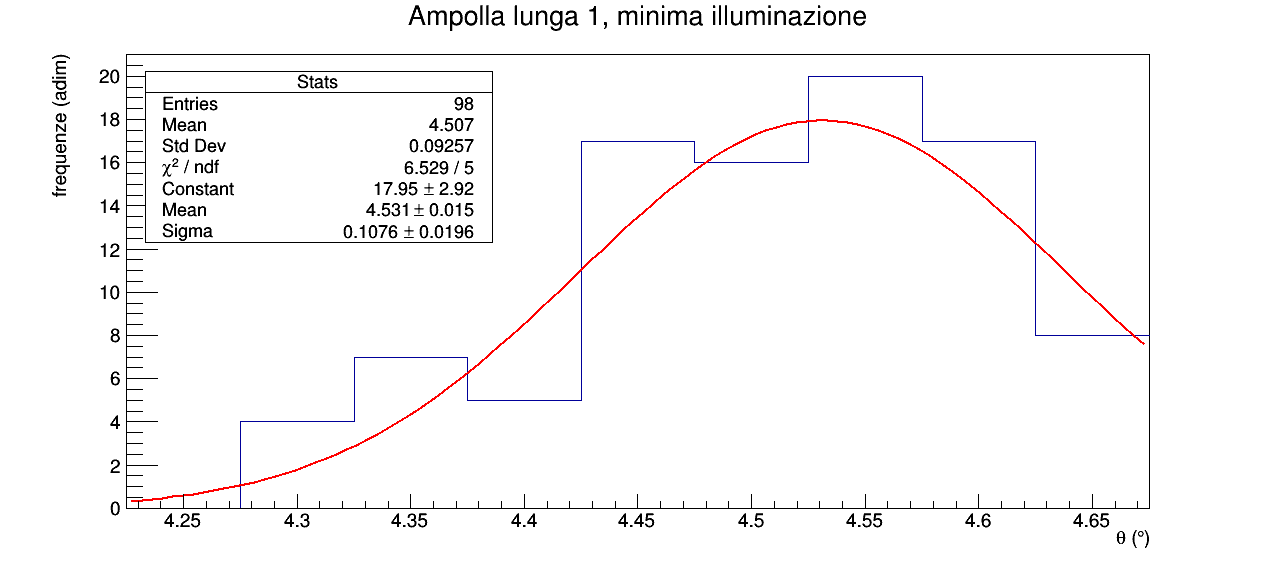 Ampolla lunga 1, minima illuminazione
frequenze (adim)
20
18
16
14
12
10
8
6
4
2
0
Stats
Entries 98
Mean 4.507
Std Dev 0.09257
χ² / ndf 6.529 / 5
Constant 17.95 ± 2.92
Mean 4.531 ± 0.015
Sigma 0.1076 ± 0.0196
4.25 4.3 4.35 4.4 4.45 4.5 4.55 4.6 4.65
θ (°)